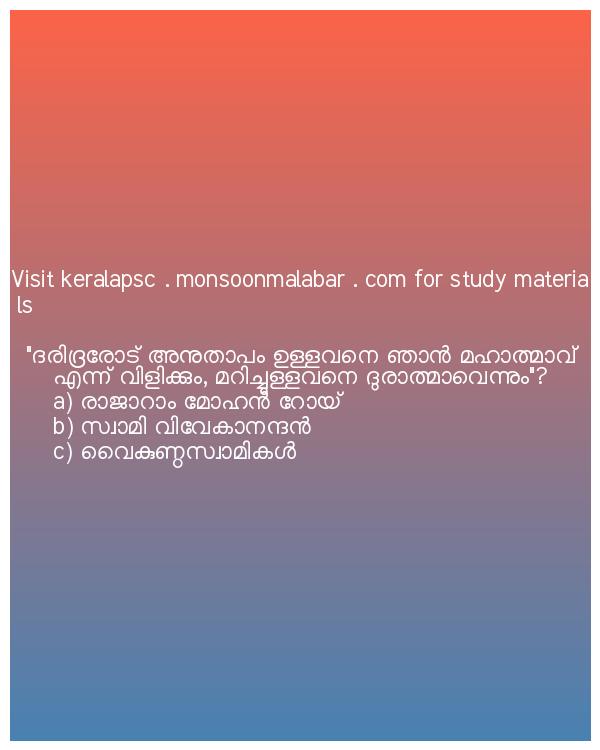 Visit keralapsc . monsoonmalabar . com for study materia
ls
"ദരിദ്രരോട് അനുതാപം ഉള്ളവനെ ഞാൻ മഹാത്മാവ്
എന്ന് വിളിക്കും, മറിച്ചുള്ളവനെ ദുരാത്മാവെന്നും"?
a) രാജാറാം മോഹൻ റോയ്
b) സ്വാമി വിവേകാനന്ദൻ
c) വൈകുണ്ഠസ്വാമികൾ